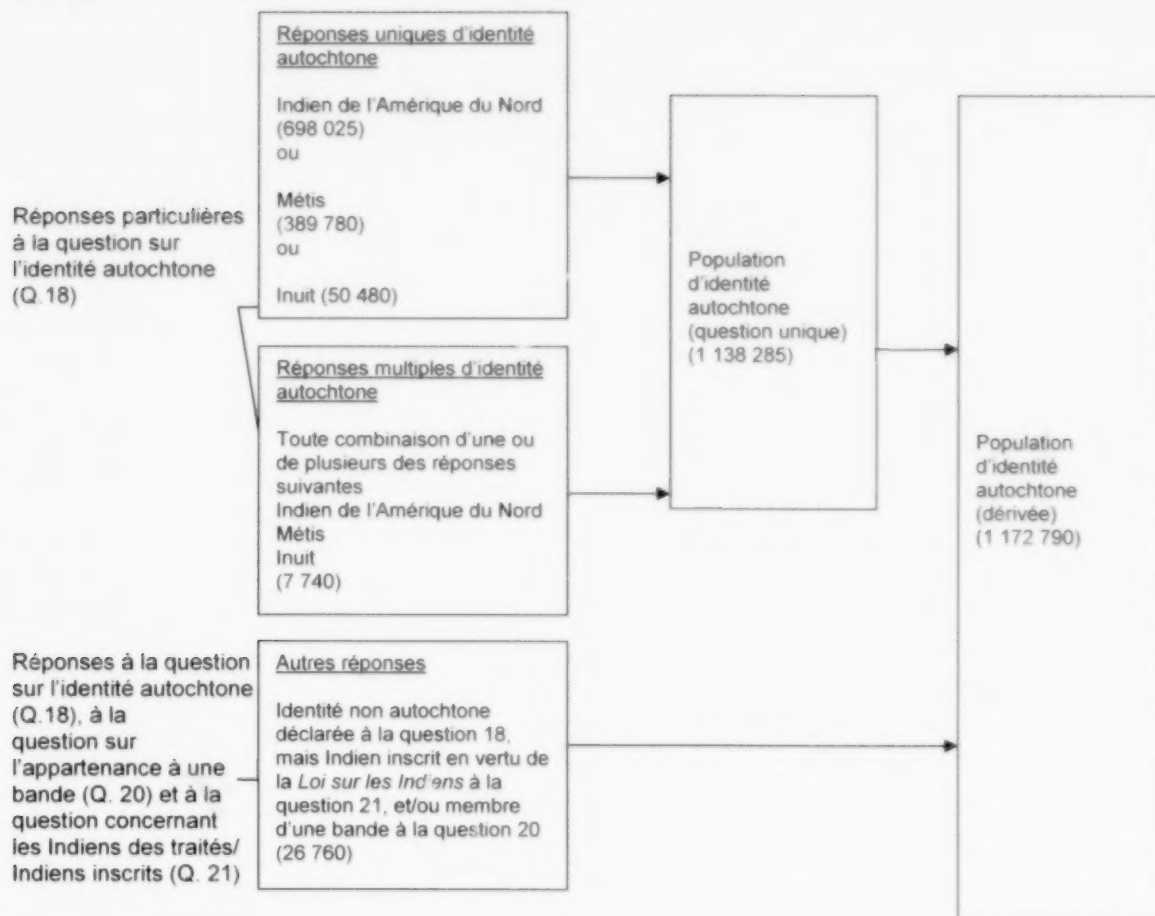 Réponses particulières
à la question sur
l'identité autochtone
(Q.18)
Réponses uniques d'identité
autochtone
Indien de l'Amérique du Nord
(698 025)
ou
Métis
(389 780)
ou
Inuit (50 480)
Réponses multiples d'identité
autochtone
Toute combinaison d'une ou
de plusieurs des réponses
suivantes
Indien de l'Amérique du Nord
Métis
Inuit
(7 740)
Population
d'identité
autochtone
(question unique)
(1 138 285)
Population
d'identité
autochtone
(dérivée)
(1 172 790)
Réponses à la question
sur l'identité autochtone
(Q.18), à la
question sur
l'appartenance à une
bande (Q. 20) et à la
question concernant
les Indiens des traités/
Indiens inscrits (Q. 21)
Autres réponses
Identité non autochtone
déclarée à la question 18,
mais Indien inscrit en vertu de
la Loi sur les Indiens à la
question 21, et/ou membre
d'une bande à la question 20
(26 760)